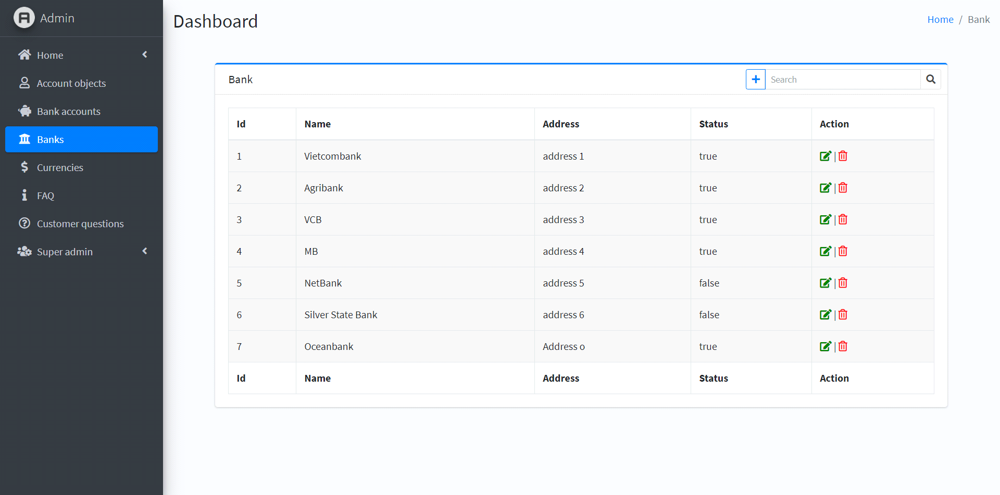 Admin
Dashboard
Home / Bank
Home
Account objects
Bank accounts
Banks
Currencies
FAQ
Customer questions
Super admin
Bank
Search
Id Name Address Status Action
1 Vietcombank address 1 true |
2 Agribank address 2 true |
3 VCB address 3 true |
4 MB address 4 true |
5 NetBank address 5 false |
6 Silver State Bank address 6 false |
7 Oceanbank Address o true |
Id Name Address Status Action